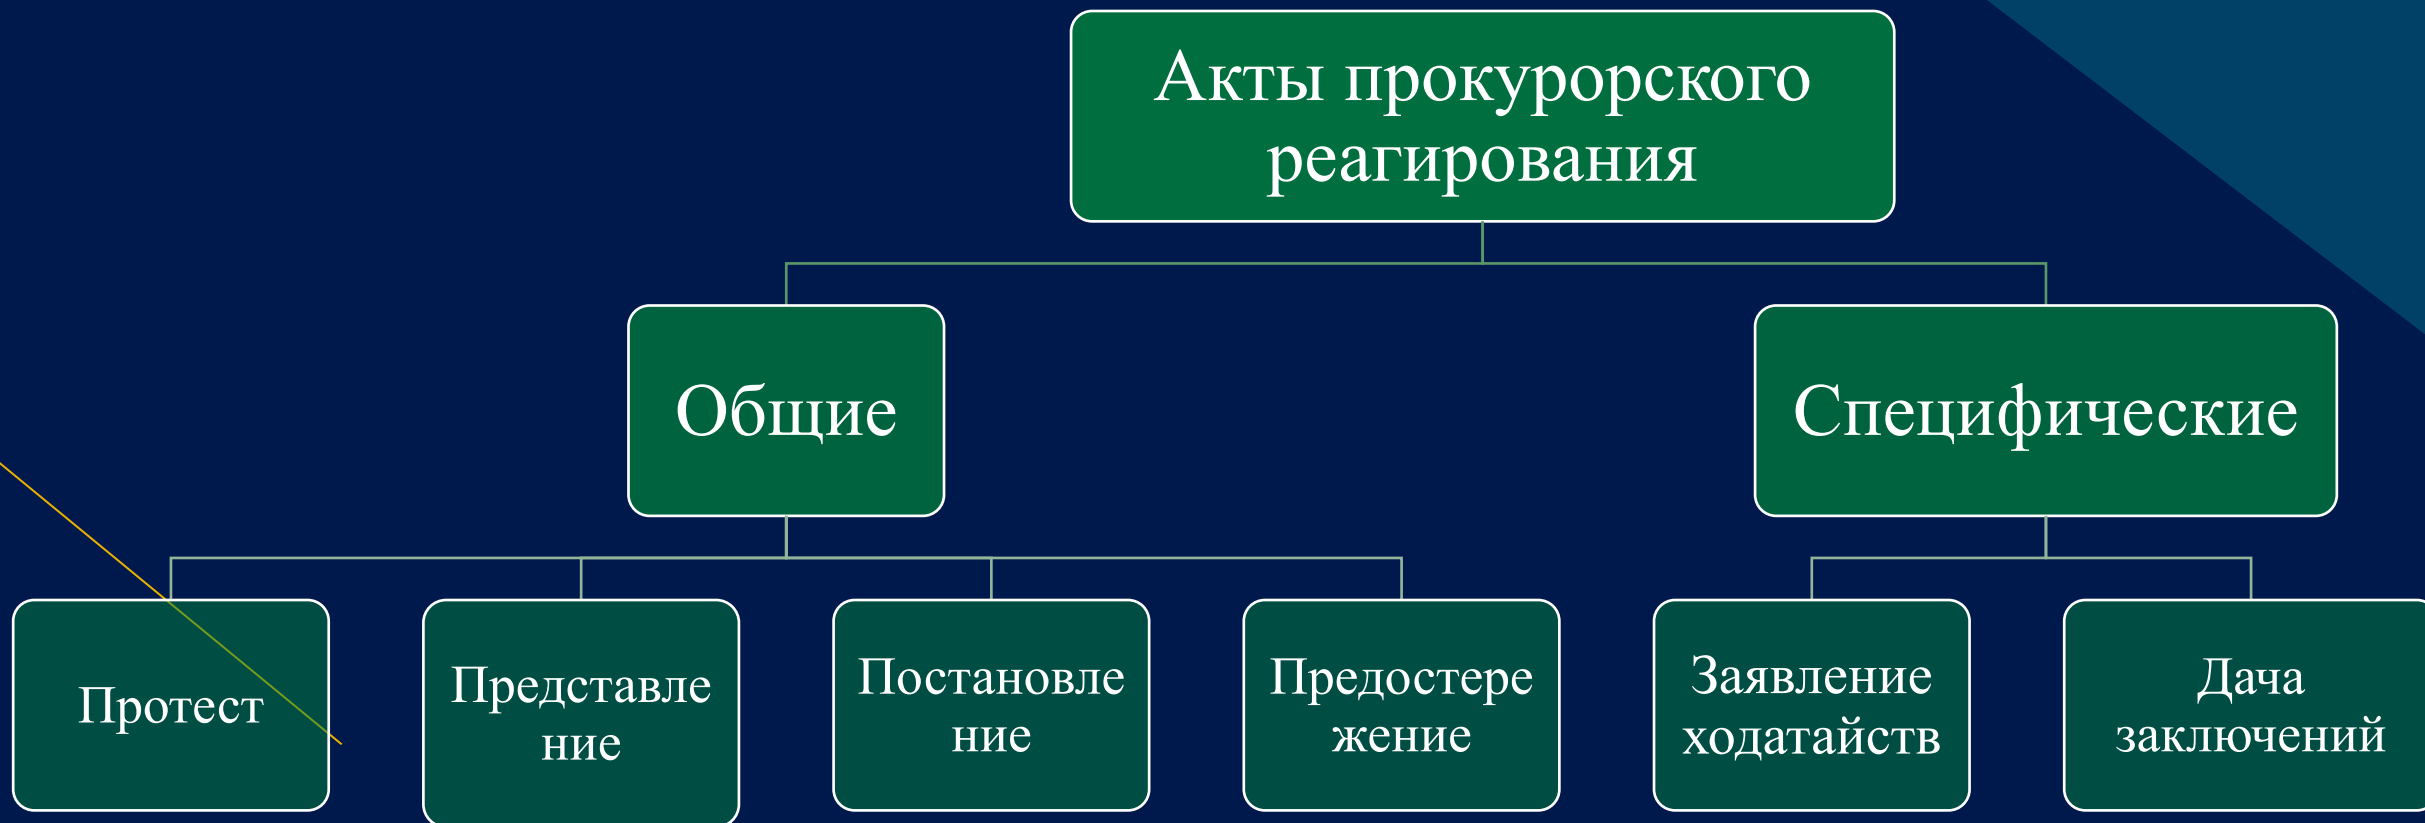 Акты прокурорского
реагирования
Общие
Специфические
Протест
Представле
ние
Постановле
ние
Предостере
жение
Заявление
ходатайств
Дача
заключений